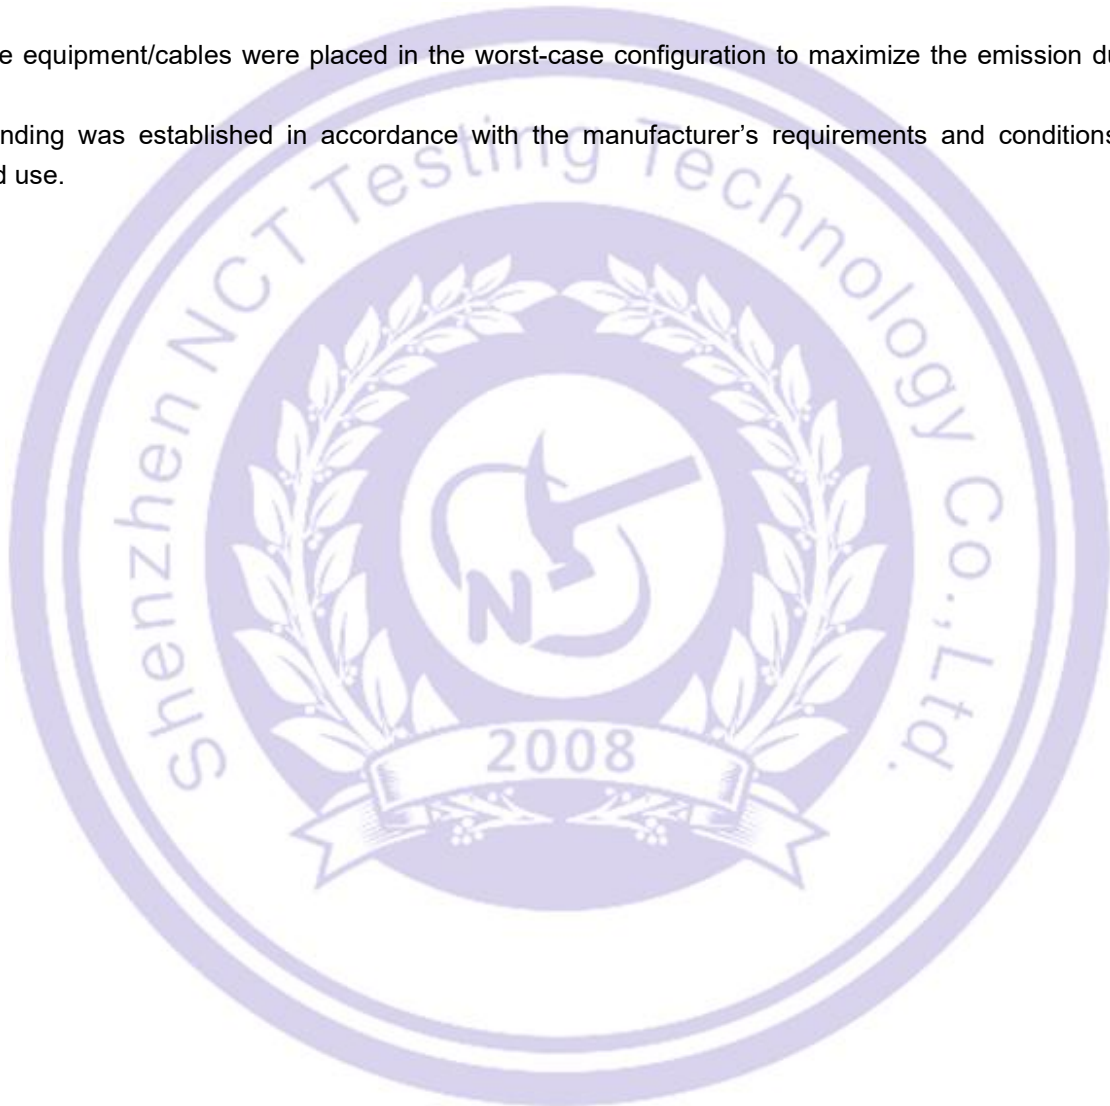 e equipment/cables were placed in the worst-case configuration to maximize the emission du
nding was established in accordance with the manufacturer’s requirements and conditions
d use.
Shenzhen NCT Testing Technology Co.,Ltd.
N
2008